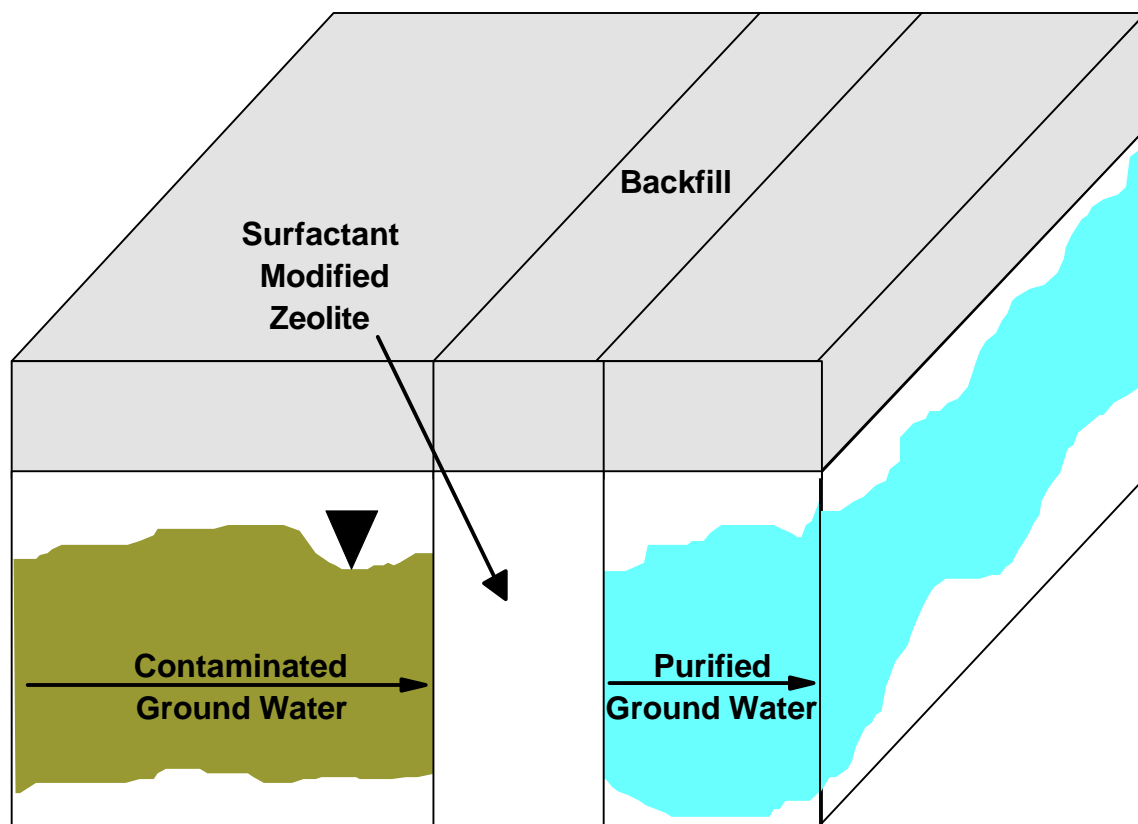 Backfill
Surfactant
Modified
Zeolite
Contaminated
Ground Water
Purified
Ground Water